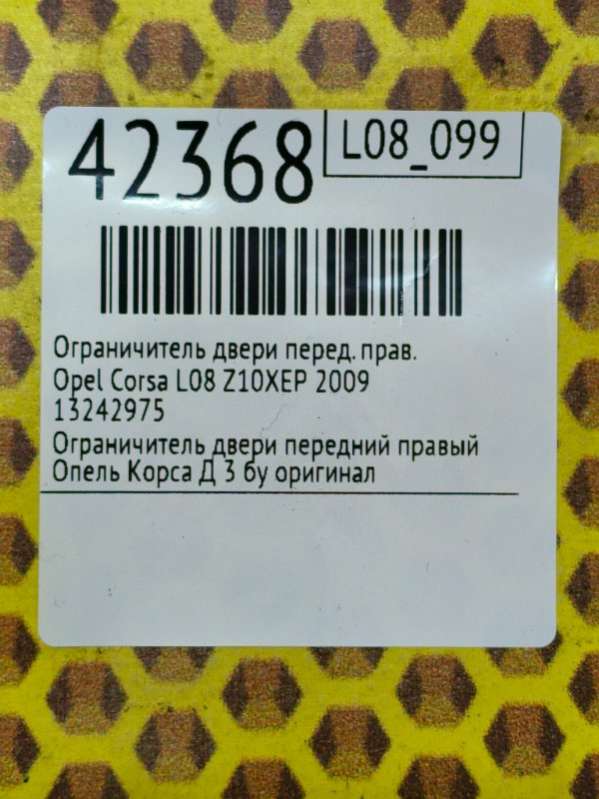 42368
L08_099
Ограничитель двери перед. прав.
Opel Corsa L08 Z10XEP 2009
13242975
Ограничитель двери передний правый
Опель Корса Д 3 бу оригинал